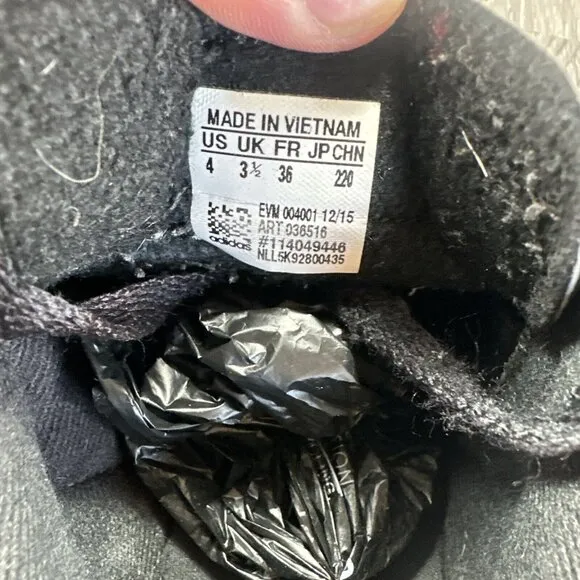 MADE IN VIETNAM
US UK FR JP CHN
4 3½ 36 220
EVM 004001 12/15
ART 036516
#114049446
adidas NLL5K92800435